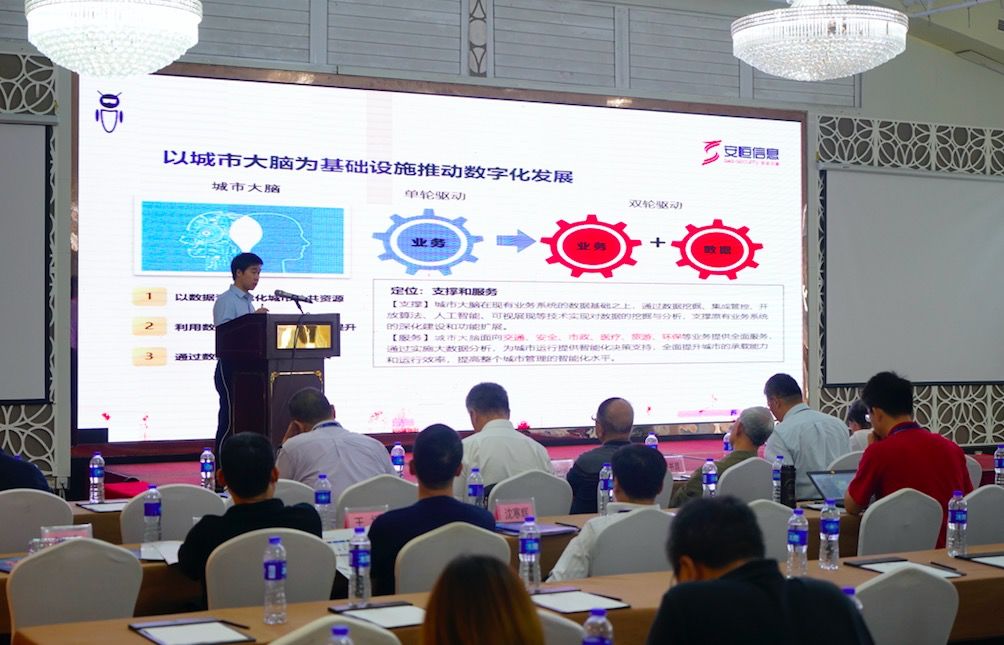 安恒信息
以城市大脑为基础设施推动数字化发展
城市大脑
单轮驱动
双轮驱动
业务
业务
+
数据
1
以数据
化城市
共资源
2
利用数
提升
3
通过数
定位：支撑和服务
【支撑】城市大脑在现有业务系统的数据基础之上，通过数据挖掘、集成管控、开
放算法、人工智能、可视展现等技术实现对数据的挖掘与分析，支撑原有业务系统
的深化建设和功能扩展。
【服务】城市大脑面向交通、安全、市政、医疗、旅游、环保等业务提供全面服务，
通过实施大数据分析，为城市运行提供智能化决策支持，全面提升城市的承载能力
和运行效率，提高整个城市管理的智能化水平。
沈寒辉
王